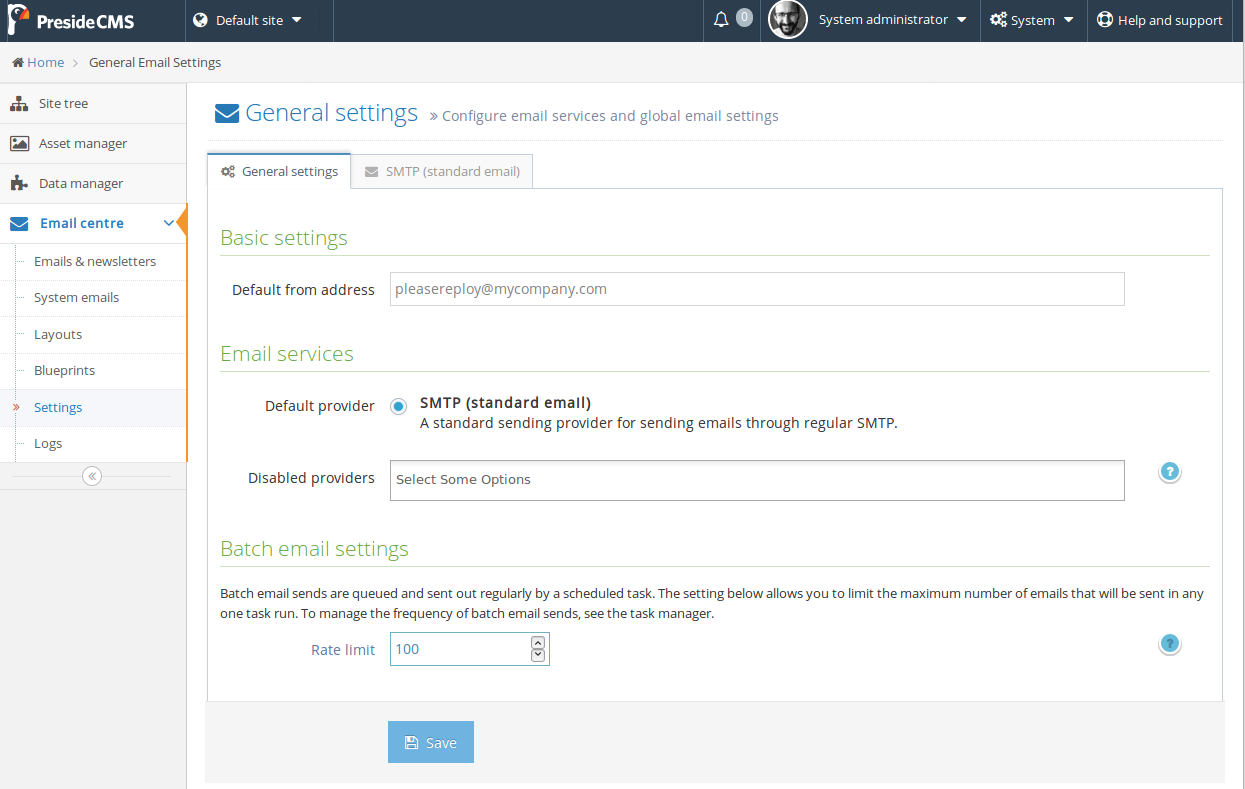 PresideCMS
Default site
0
System administrator
System
Help and support
Home
General Email Settings
Site tree
Asset manager
Data manager
Email centre
Emails & newsletters
System emails
Layouts
Blueprints
Settings
Logs
General settings » Configure email services and global email settings
General settings
SMTP (standard email)
Basic settings
Default from address
pleasereploy@mycompany.com
Email services
Default provider
SMTP (standard email)
A standard sending provider for sending emails through regular SMTP.
Disabled providers
Select Some Options
?
Batch email settings
Batch email sends are queued and sent out regularly by a scheduled task. The setting below allows you to limit the maximum number of emails that will be sent in any
one task run. To manage the frequency of batch email sends, see the task manager.
Rate limit
100
?
Save